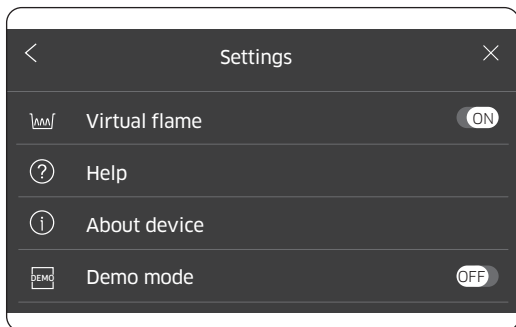 Settings
Virtual flame ON
Help
About device
DEMO Demo mode OFF